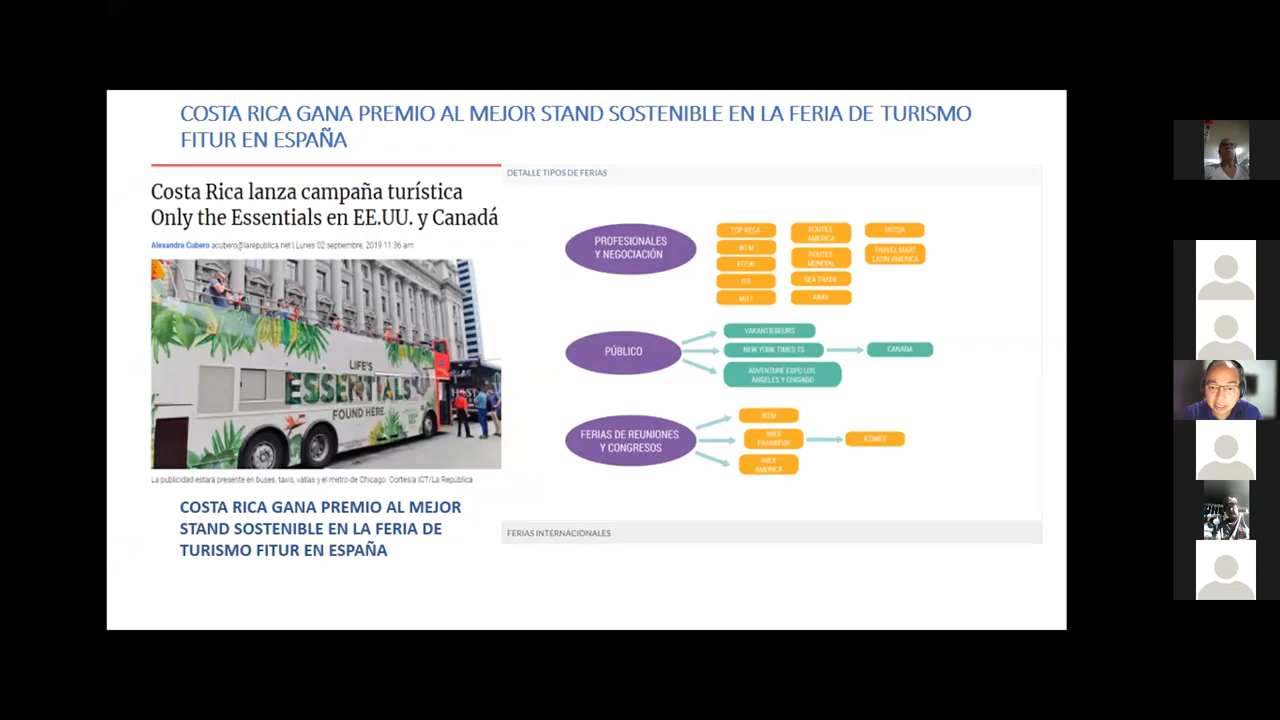 COSTA RICA GANA PREMIO AL MEJOR STAND SOSTENIBLE EN LA FERIA DE TURISMO
FITUR EN ESPAÑA
Costa Rica lanza campaña turística
Only the Essentials en EE.UU. y Canadá
Alexandra Cubero acubero@larepublica.net | Lunes 02 septiembre, 2019 11:36 am
LIFE'S
ESSENTIALS
FOUND HERE.
La publicidad estará presente en buses, taxis, vallas y el metro de Chicago. Cortesía ICT/La República
COSTA RICA GANA PREMIO AL MEJOR
STAND SOSTENIBLE EN LA FERIA DE
TURISMO FITUR EN ESPAÑA
DETALLE TIPOS DE FERIAS
PROFESIONALES
Y NEGOCIACIÓN
TOP RESA
WTM
FITUR
ITB
MITT
ROUTES
AMERICA
ROUTES
MUNDIAL
SEA TRADE
ABAV
TRAVEL MART
LATIN AMERICA
PÚBLICO
VAKANTIEBEURS
NEW YORK TIMES TS
CANADA
ADVENTURE EXPO LOS
ANGELES Y CHICAGO
FERIAS DE REUNIONES
Y CONGRESOS
IBTM
IMEX
FRANKFUR
IMEX
AMERICA
FERIAS INTERNACIONALES